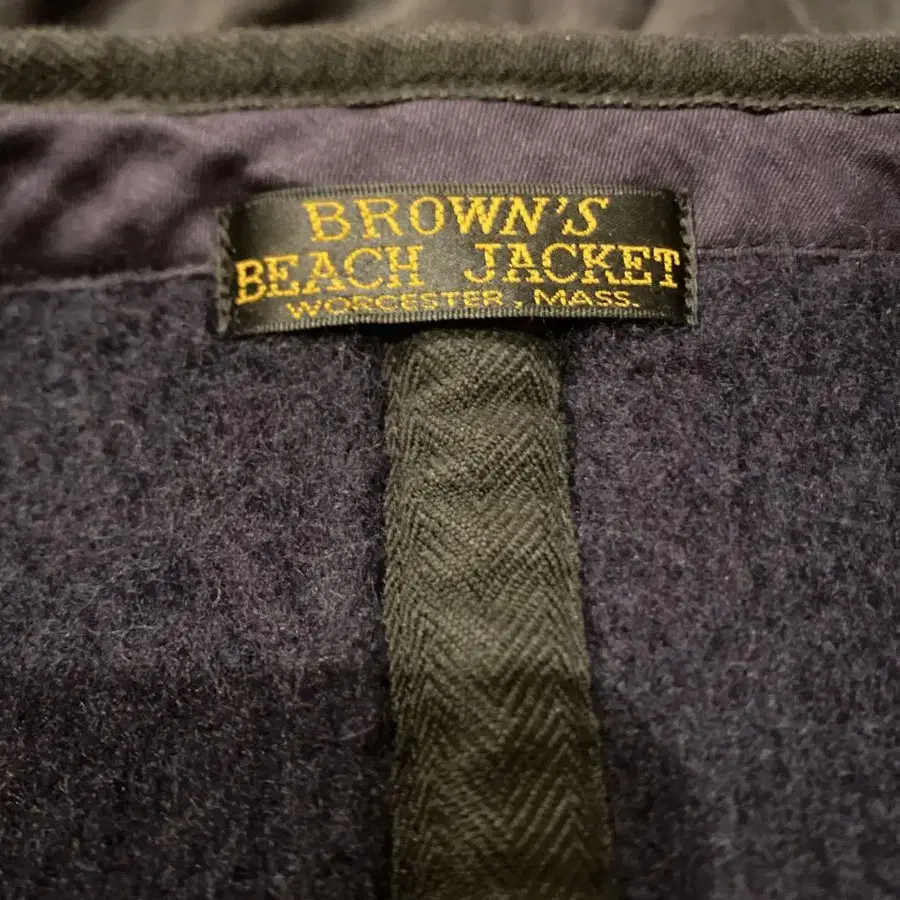 BROWN'S
BEACH JACKET
WORCESTER, MASS.